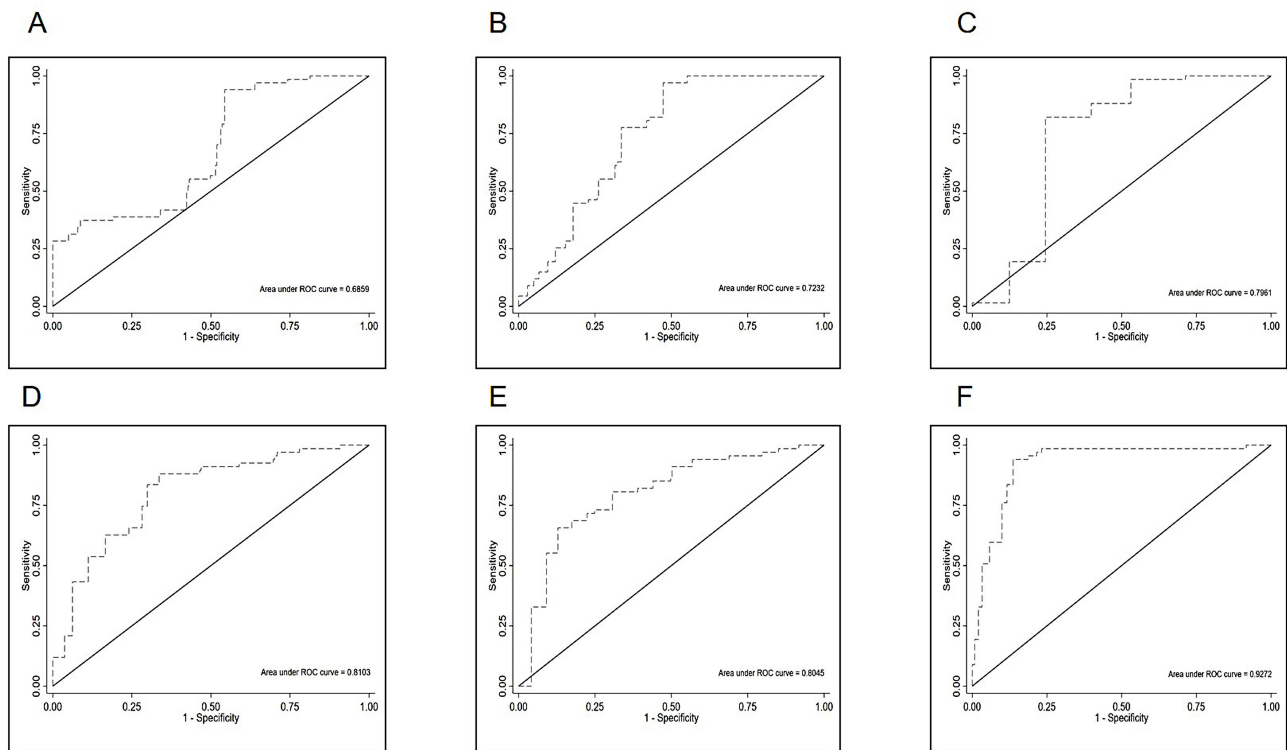 A
B
C
Sensitivity
0.00 0.25 0.50 0.75 1.00
Area under ROC curve = 0.6859
0.00 0.25 0.50 0.75 1.00
1 - Specificity
Sensitivity
0.00 0.25 0.50 0.75 1.00
Area under ROC curve = 0.7232
0.00 0.25 0.50 0.75 1.00
1 - Specificity
Sensitivity
0.00 0.25 0.50 0.75 1.00
Area under ROC curve = 0.7961
0.00 0.25 0.50 0.75 1.00
1 - Specificity
D
E
F
Sensitivity
0.00 0.25 0.50 0.75 1.00
Area under ROC curve = 0.8103
0.00 0.25 0.50 0.75 1.00
1 - Specificity
Sensitivity
0.00 0.25 0.50 0.75 1.00
Area under ROC curve = 0.8045
0.00 0.25 0.50 0.75 1.00
1 - Specificity
Sensitivity
0.00 0.25 0.50 0.75 1.00
Area under ROC curve = 0.9272
0.00 0.25 0.50 0.75 1.00
1 - Specificity